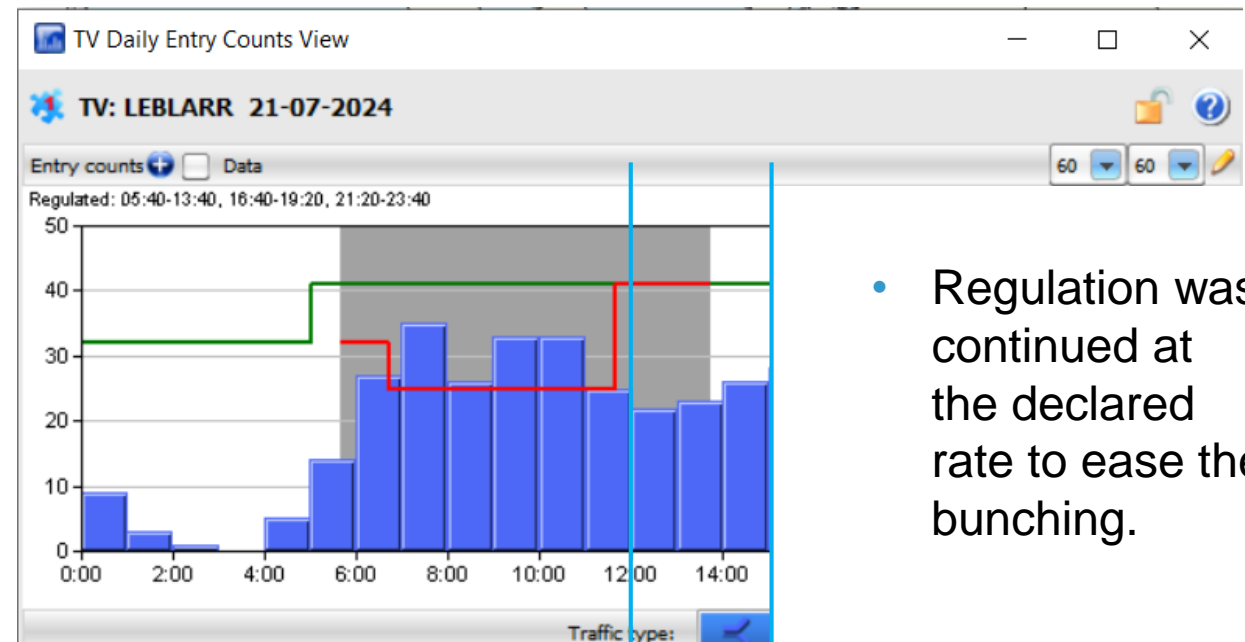 TV Daily Entry Counts View
TV: LEBLARR 21-07-2024
Entry counts Data 60 60
Regulated: 05:40-13:40, 16:40-19:20, 21:20-23:40
50
40
30
20
10
0
0:00 2:00 4:00 6:00 8:00 10:00 12:00 14:00
Traffic type:
• Regulation was
continued at
the declared
rate to ease the
bunching.